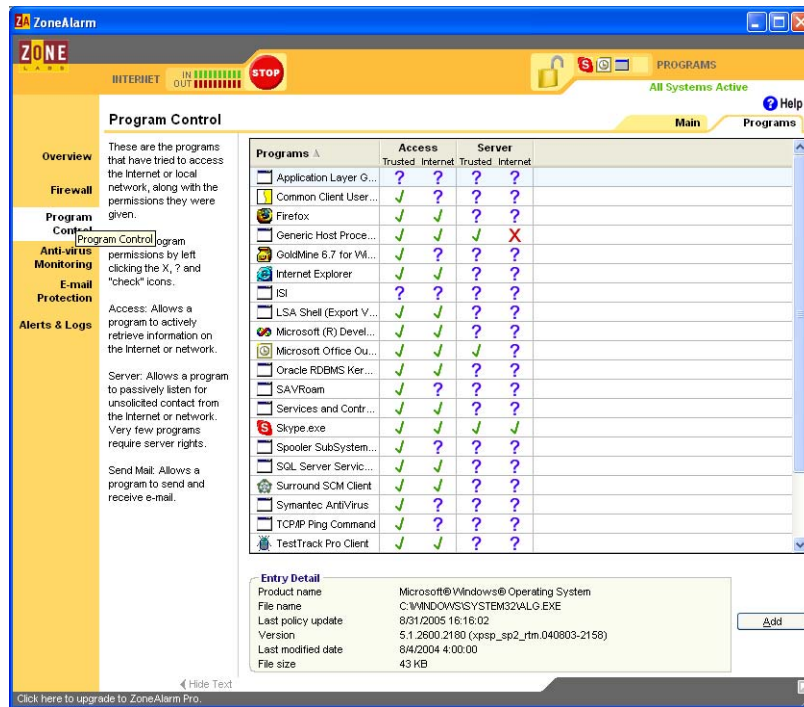 ZA ZoneAlarm
ZONE
LABS
INTERNET
IN
OUT
STOP
PROGRAMS
All Systems Active
? Help
Program Control
Main
Programs
Overview
Firewall
Program
Control
Program Control
Anti-virus
Monitoring
E-mail
Protection
Alerts & Logs
These are the programs
that have tried to access
the Internet or local
network, along with the
permissions they were
given.
permissions by left
clicking the X, ? and
"check" icons.
Access: Allows a
program to actively
retrieve information on
the Internet or network.
Server: Allows a program
to passively listen for
unsolicited contact from
the Internet or network.
Very few programs
require server rights.
Send Mail: Allows a
program to send and
receive e-mail.
Programs
Access
Server
Trusted Internet Trusted Internet
Application Layer G... ? ? ? ?
Common Client User... √ ? ? ?
Firefox √ √ ? ?
Generic Host Proce... √ √ √ X
GoldMine 6.7 for Wi... √ ? ? ?
Internet Explorer √ √ ? ?
ISI ? ? ? ?
LSA Shell (Export V... √ √ ? ?
Microsoft (R) Devel... √ √ ? ?
Microsoft Office Ou... √ √ √ ?
Oracle RDBMS Ker... √ √ ? ?
SAVRoam √ ? ? ?
Services and Contr... √ √ ? ?
Skype.exe √ √ √ √
Spooler SubSystem... √ ? ? ?
SQL Server Servic... √ √ ? ?
Surround SCM Client √ √ ? ?
Symantec AntiVirus √ ? ? ?
TCP/IP Ping Command √ ? ? ?
TestTrack Pro Client √ √ ? ?
Entry Detail
Product name Microsoft® Windows® Operating System
File name C:\WINDOWS\SYSTEM32\ALG.EXE
Last policy update 8/31/2005 16:16:02
Version 5.1.2600.2180 (xpsp_sp2_rtm.040803-2158)
Last modified date 8/4/2004 4:00:00
File size 43 KB
Add
Hide Text
Click here to upgrade to ZoneAlarm Pro.